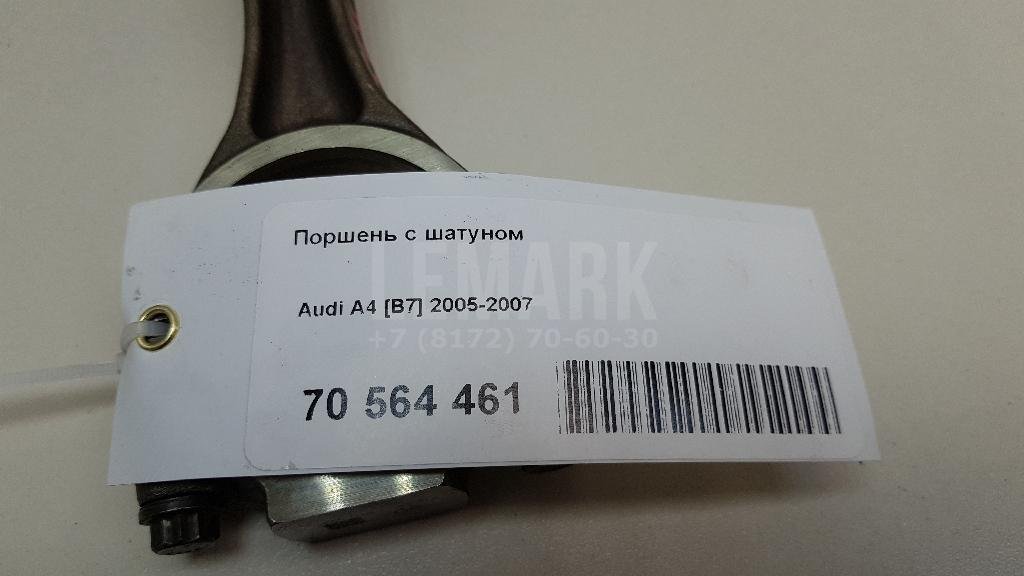 Поршень с шатуном
LEMARK
Audi A4 [B7] 2005-2007
+7 (8172) 70-60-30
70 564 461